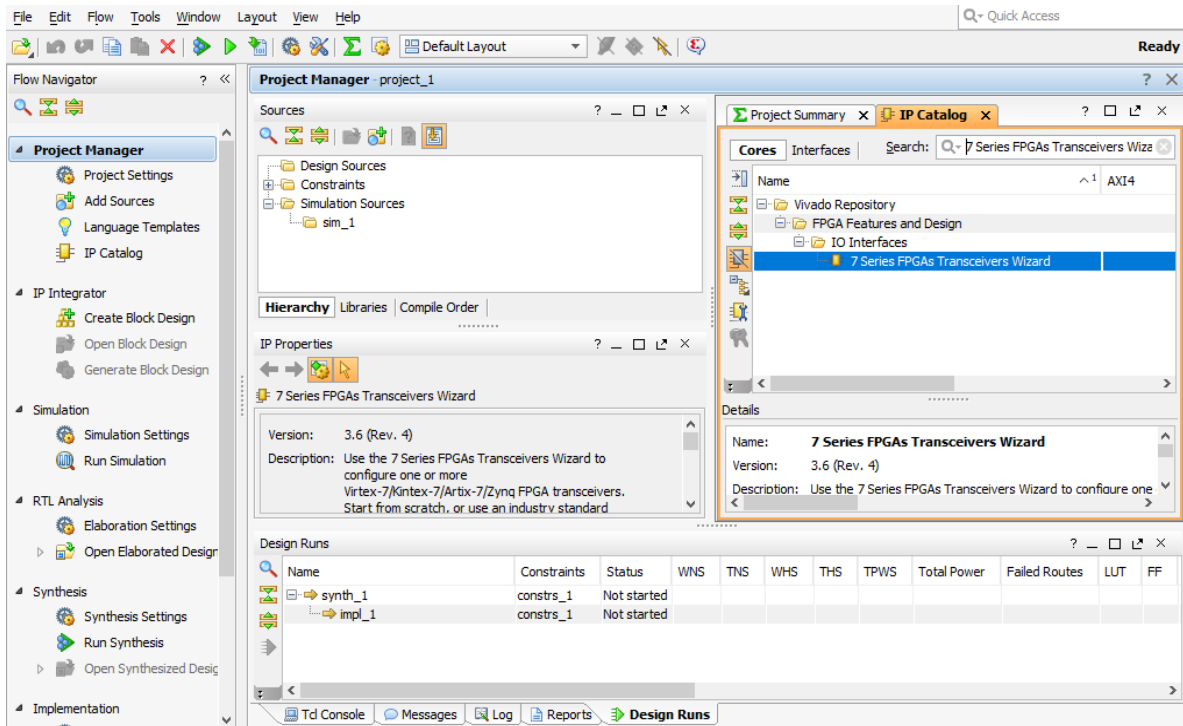 File Edit Flow Tools Window Layout View Help
Quick Access
Default Layout
Ready
Flow Navigator ?
Project Manager
Project Settings
Add Sources
Language Templates
IP Catalog
IP Integrator
Create Block Design
Open Block Design
Generate Block Design
Simulation
Simulation Settings
Run Simulation
RTL Analysis
Elaboration Settings
Open Elaborated Design
Synthesis
Synthesis Settings
Run Synthesis
Open Synthesized Desig
Implementation
Project Manager - project_1 ?
Sources ?
Design Sources
Constraints
Simulation Sources
sim_1
Hierarchy Libraries Compile Order
IP Properties ?
7 Series FPGAs Transceivers Wizard
Version: 3.6 (Rev. 4)
Description: Use the 7 Series FPGAs Transceivers Wizard to
configure one or more
Virtex-7/Kintex-7/Artix-7/Zynq FPGA transceivers.
Start from scratch, or use an industry standard
Project Summary IP Catalog ?
Cores Interfaces Search: 7 Series FPGAs Transceivers Wiza
Name 1 AXI4
Vivado Repository
FPGA Features and Design
IO Interfaces
7 Series FPGAs Transceivers Wizard
Details
Name: 7 Series FPGAs Transceivers Wizard
Version: 3.6 (Rev. 4)
Description: Use the 7 Series FPGAs Transceivers Wizard to configure one
Design Runs ?
Name Constraints Status WNS TNS WHS THS TPWS Total Power Failed Routes LUT FF
synth_1 constrs_1 Not started
impl_1 constrs_1 Not started
Tcl Console Messages Log Reports Design Runs